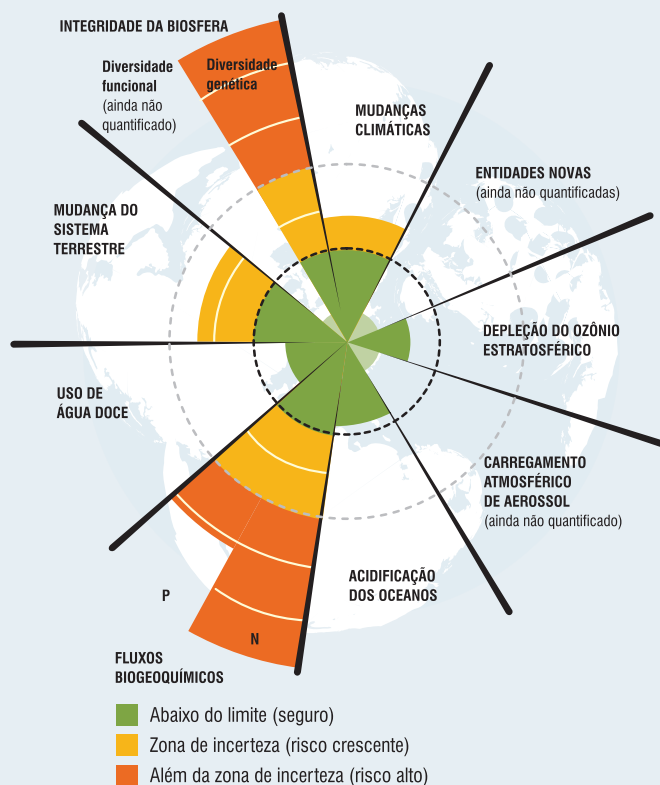 INTEGRIDADE DA BIOSFERA
Diversidade
funcional
(ainda não
quantificado)
Diversidade
genética
MUDANÇAS
CLIMÁTICAS
ENTIDADES NOVAS
(ainda não quantificadas)
MUDANÇA DO
SISTEMA
TERRESTRE
DEPLEÇÃO DO OZÔNIO
ESTRATOSFÉRICO
USO DE
ÁGUA DOCE
CARREGAMENTO
ATMOSFÉRICO
DE AEROSSOL
(ainda não quantificado)
ACIDIFICAÇÃO
DOS OCEANOS
P
N
FLUXOS
BIOGEOQUÍMICOS
Abaixo do limite (seguro)
Zona de incerteza (risco crescente)
Além da zona de incerteza (risco alto)